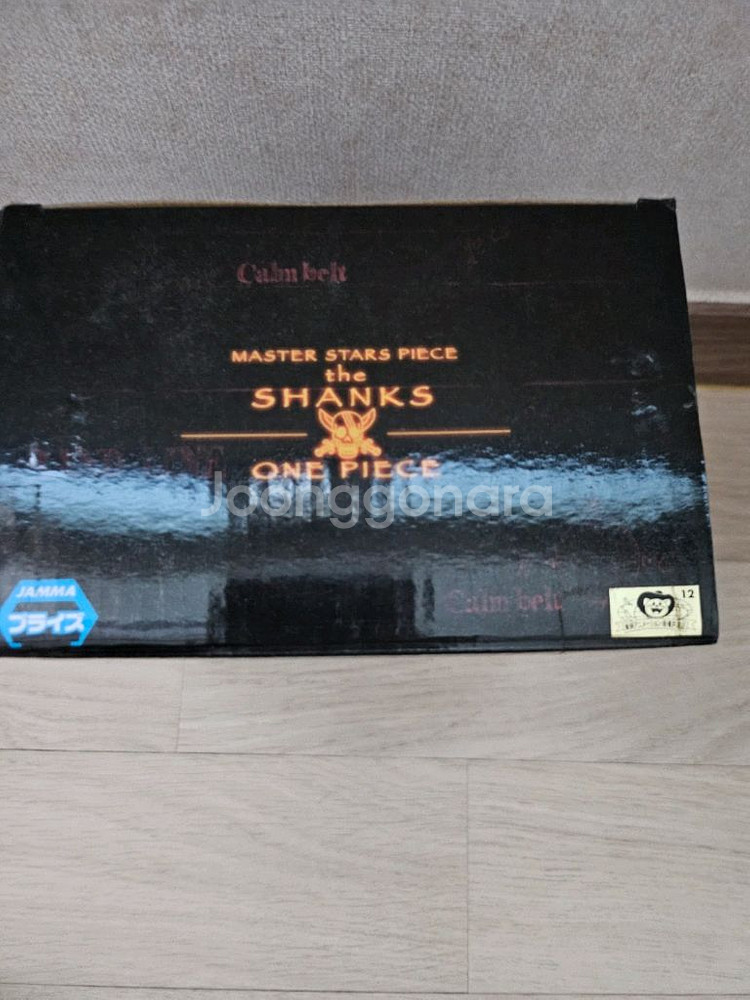 Calm belt
MASTER STARS PIECE
the
SHANKS
ONE PIECE
Joonggonara
Calm belt
JAMMA
プライズ
12